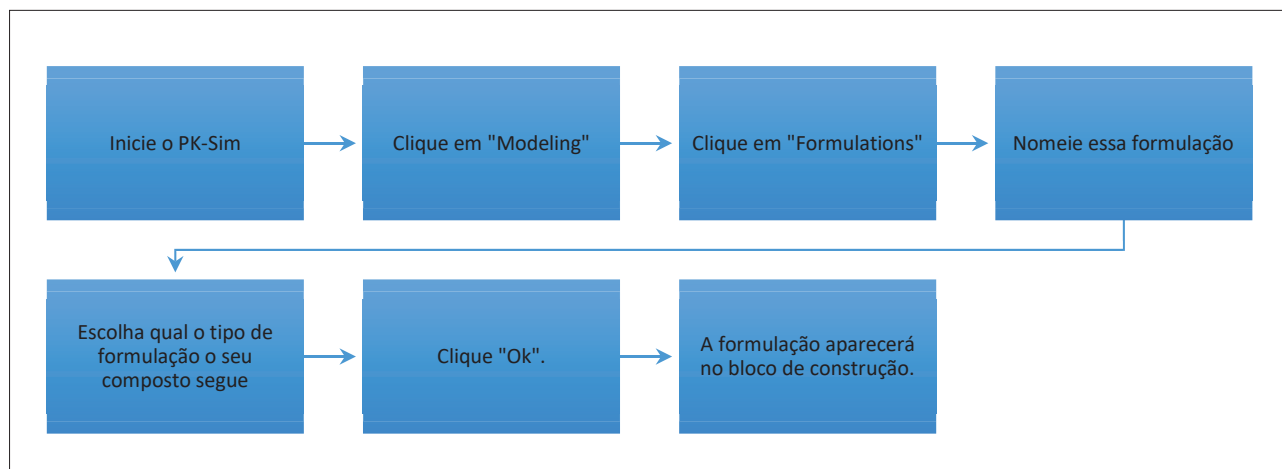 Inicie o PK-Sim
Clique em "Modeling"
Clique em "Formulations"
Nomeie essa formulação
Escolha qual o tipo de
formulação o seu
composto segue
Clique "Ok".
A formulação aparecerá
no bloco de construção.